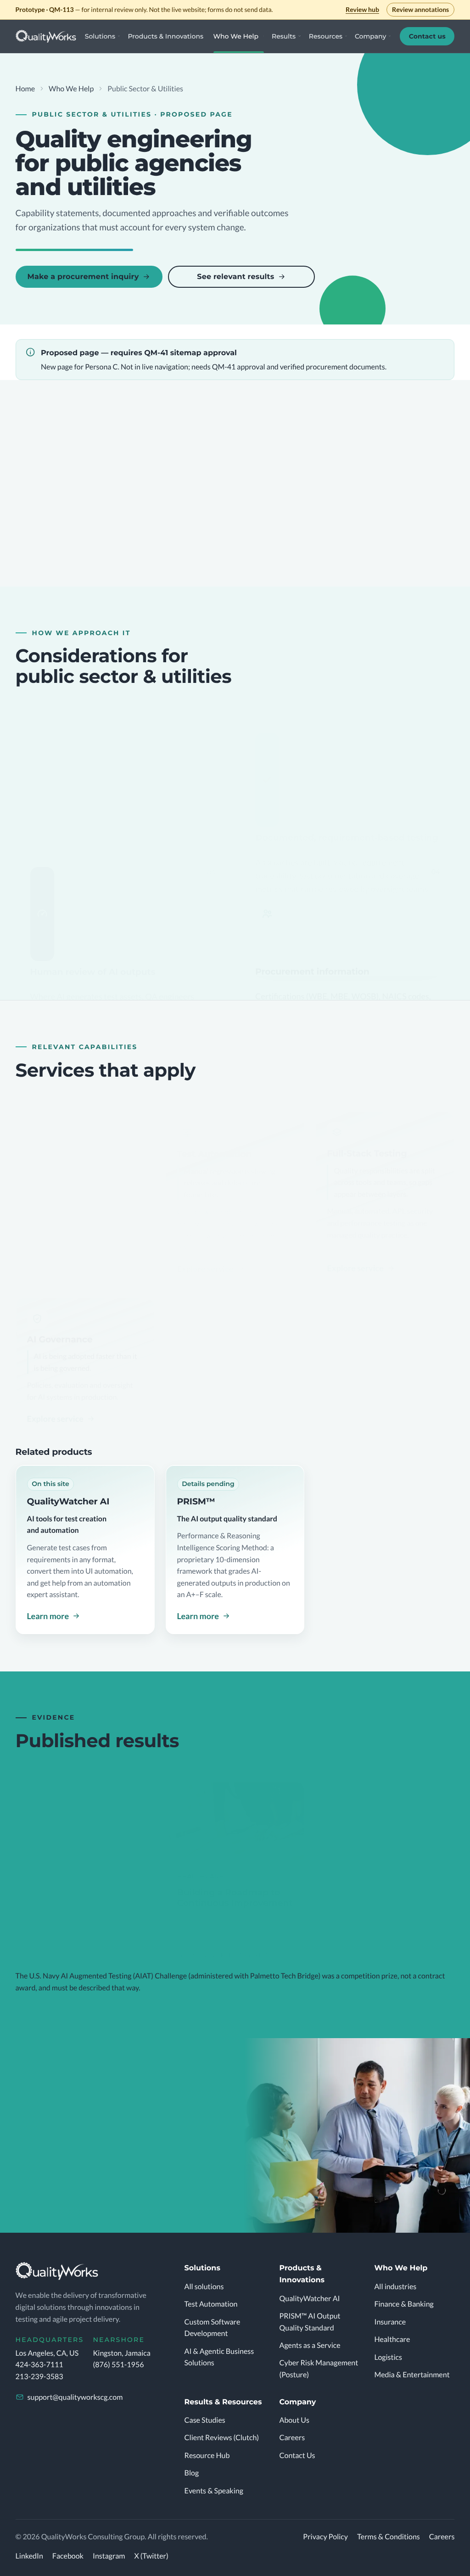 Prototype · QM-113 — for internal review only. Not the live website; forms do not send data.
Review hub
Review annotations
QualityWorks
Solutions
Products & Innovations
Who We Help
Results
Resources
Company
Contact us
Home
Who We Help
Public Sector & Utilities
PUBLIC SECTOR & UTILITIES · PROPOSED PAGE
Quality engineering
for public agencies
and utilities
Capability statements, documented approaches and verifiable outcomes
for organizations that must account for every system change.
Make a procurement inquiry →
See relevant results →
Proposed page — requires QM-41 sitemap approval
New page for Persona C. Not in live navigation; needs QM-41 approval and verified procurement documents.
HOW WE APPROACH IT
Considerations for
public sector & utilities
Procurement information
RELEVANT CAPABILITIES
Services that apply
Related products
On this site
QualityWatcher AI
AI tools for test creation
and automation
Generate test cases from
requirements in any format,
convert them into UI automation,
and get help from an automation
expert assistant.
Learn more →
Details pending
PRISM™
The AI output quality standard
Performance & Reasoning
Intelligence Scoring Method: a
proprietary 10-dimension
framework that grades AI-
generated outputs in production on
an A+–F scale.
Learn more →
EVIDENCE
Published results
The U.S. Navy AI Augmented Testing (AIAT) Challenge (administered with Palmetto Tech Bridge) was a competition prize, not a contract
award, and must be described that way.
QualityWorks
We enable the delivery of transformative
digital solutions through innovations in
testing and agile project delivery.
HEADQUARTERS
Los Angeles, CA, US
424-363-7111
213-239-3583
NEARSHORE
Kingston, Jamaica
(876) 551-1956
support@qualityworkscg.com
Solutions
All solutions
Test Automation
Custom Software
Development
AI & Agentic Business
Solutions
Products &
Innovations
QualityWatcher AI
PRISM™ AI Output
Quality Standard
Agents as a Service
Cyber Risk Management
(Posture)
Who We Help
All industries
Finance & Banking
Insurance
Healthcare
Logistics
Media & Entertainment
Results & Resources
Case Studies
Client Reviews (Clutch)
Resource Hub
Blog
Events & Speaking
Company
About Us
Careers
Contact Us
© 2026 QualityWorks Consulting Group. All rights reserved.
Privacy Policy
Terms & Conditions
Careers
LinkedIn
Facebook
Instagram
X (Twitter)